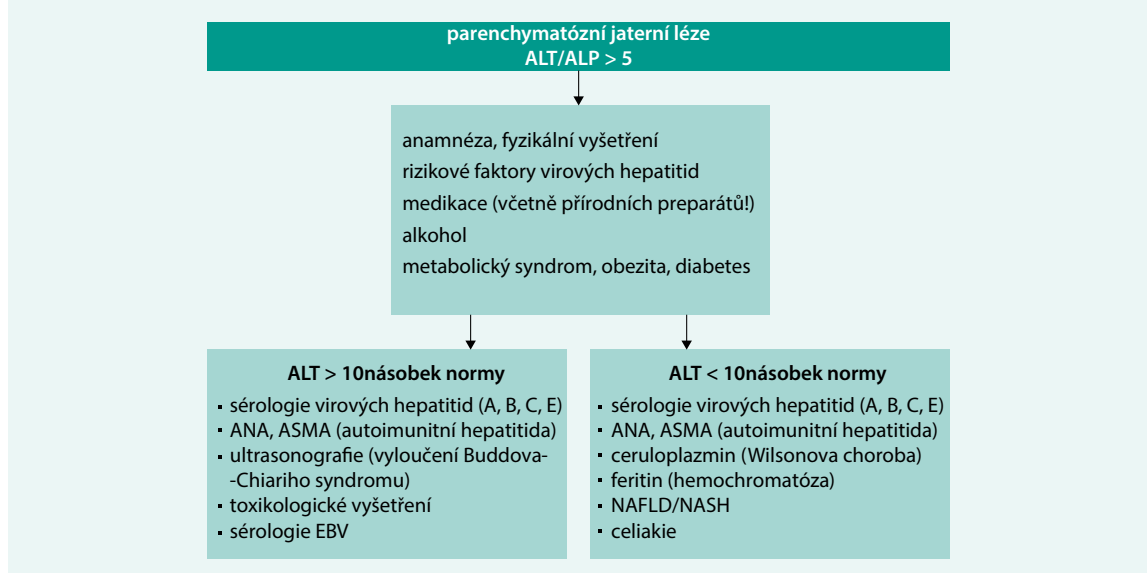 parenchymatózní jaterní léze
ALT/ALP > 5
anamnéza, fyzikální vyšetření
rizikové faktory virových hepatitid
medikace (včetně přírodních preparátů!)
alkohol
metabolický syndrom, obezita, diabetes
ALT > 10násobek normy
▪ sérologie virových hepatitid (A, B, C, E)
▪ ANA, ASMA (autoimunitní hepatitida)
▪ ultrasonografie (vyloučení Buddova-
-Chiariho syndromu)
▪ toxikologické vyšetření
▪ sérologie EBV
ALT < 10násobek normy
▪ sérologie virových hepatitid (A, B, C, E)
▪ ANA, ASMA (autoimunitní hepatitida)
▪ ceruloplazmin (Wilsonova choroba)
▪ feritin (hemochromatóza)
▪ NAFLD/NASH
▪ celiakie